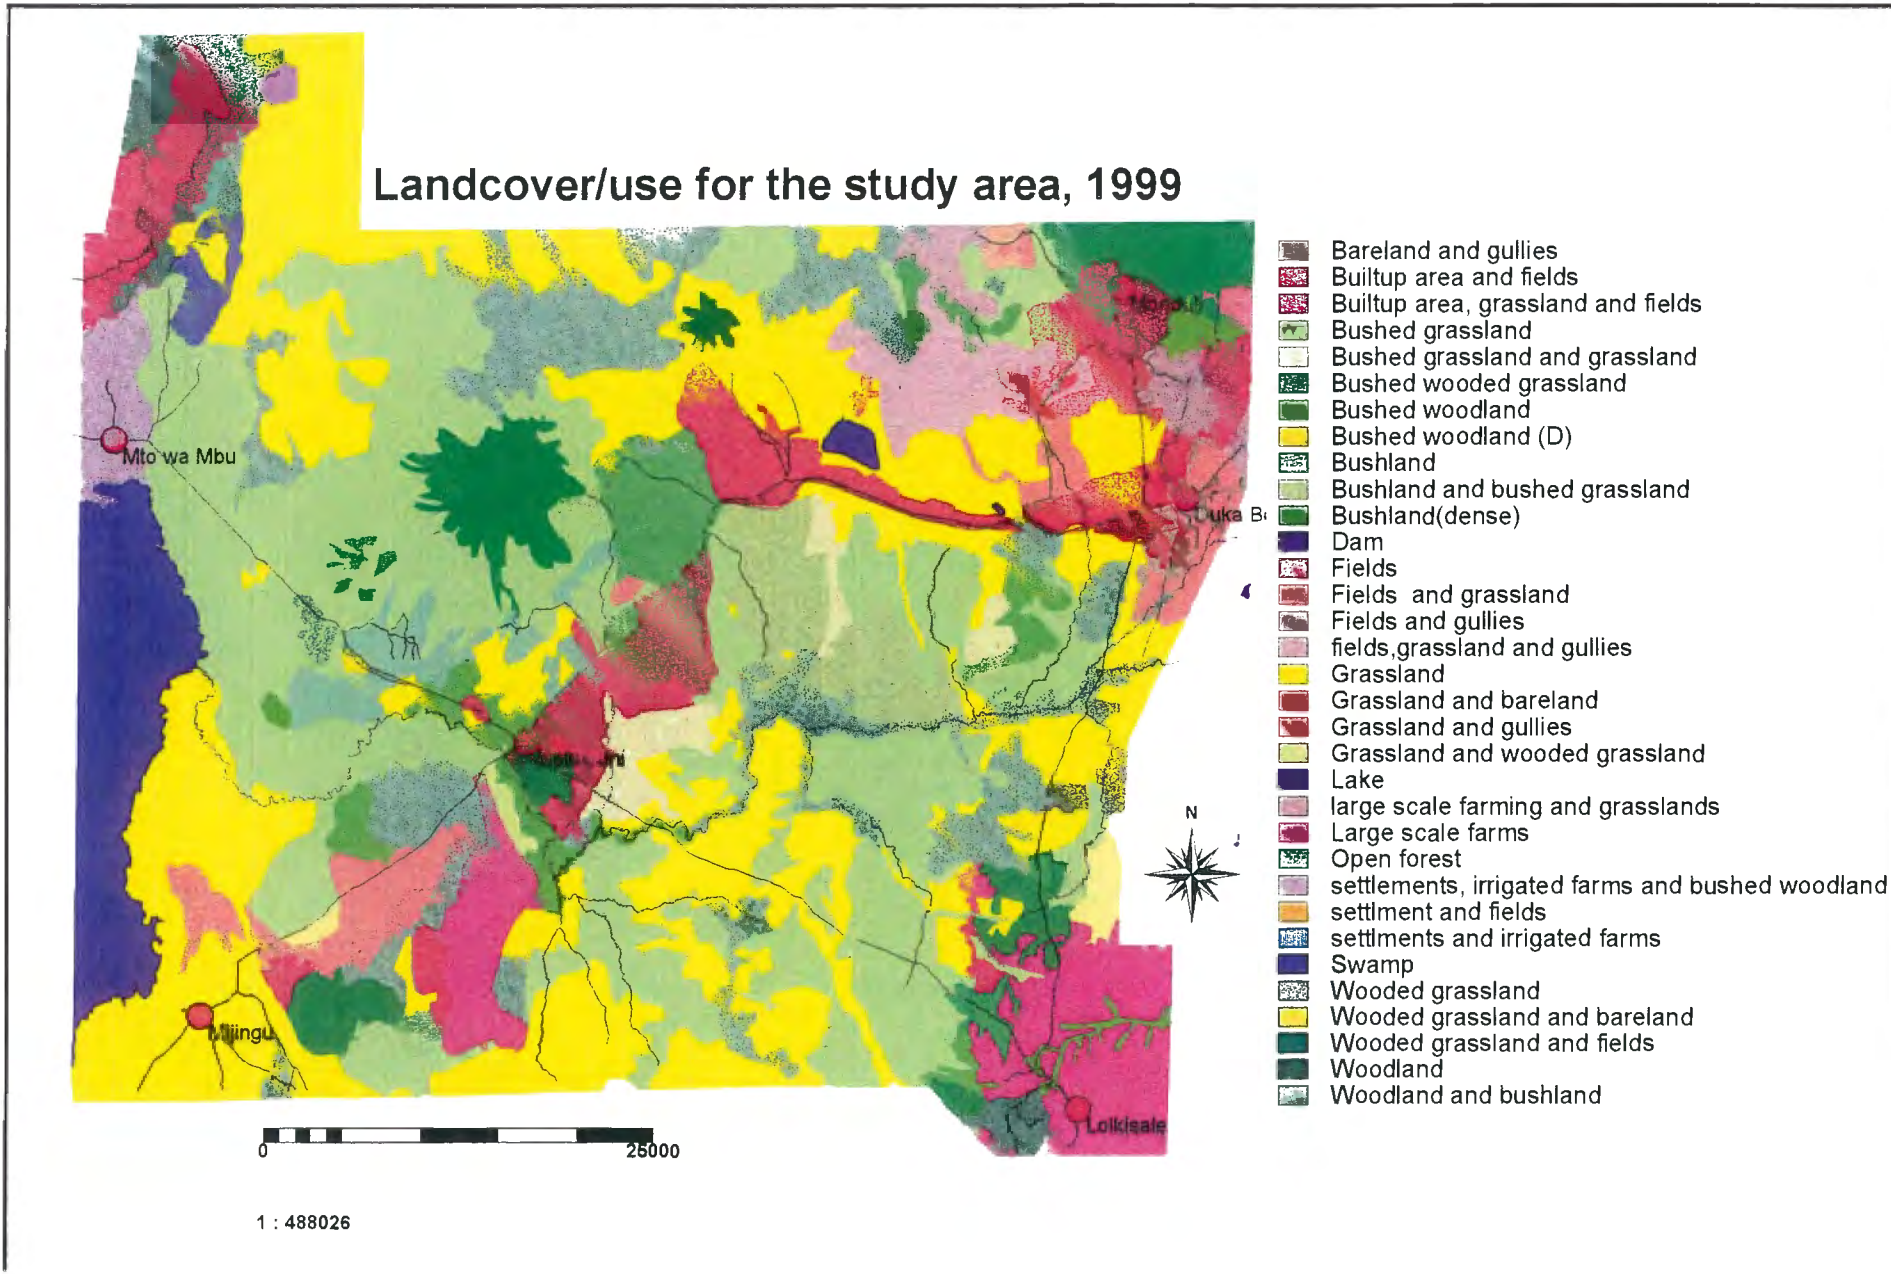 Landcover/use for the study area, 1999
Mto wa Mbu
Mijingu
Loikisale
N
0
25000
1 : 488026
Bareland and gullies
Builtup area and fields
Builtup area, grassland and fields
Bushed grassland
Bushed grassland and grassland
Bushed wooded grassland
Bushed woodland
Bushed woodland (D)
Bushland
Bushland and bushed grassland
Bushland(dense)
Dam
Fields
Fields and grassland
Fields and gullies
fields,grassland and gullies
Grassland
Grassland and bareland
Grassland and gullies
Grassland and wooded grassland
Lake
large scale farming and grasslands
Large scale farms
Open forest
settlements, irrigated farms and bushed woodland
settlment and fields
settlments and irrigated farms
Swamp
Wooded grassland
Wooded grassland and bareland
Wooded grassland and fields
Woodland
Woodland and bushland